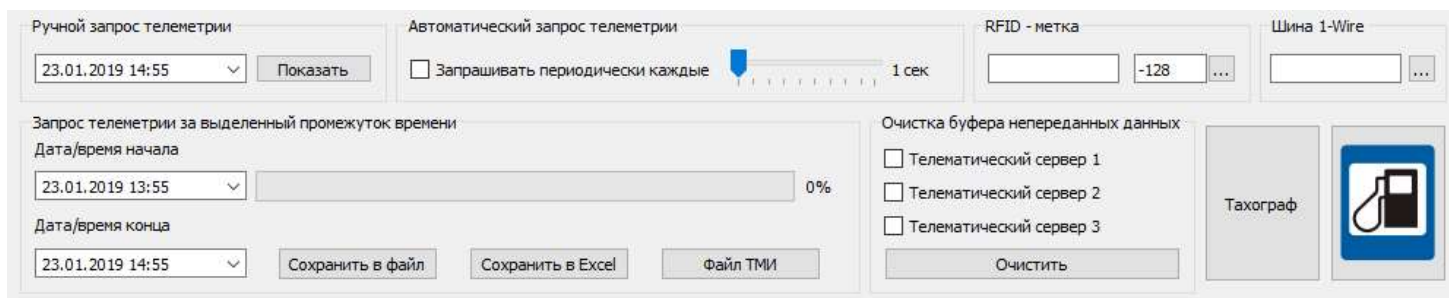 Ручной запрос телеметрии
23.01.2019 14:55
Показать
Автоматический запрос телеметрии
Запрашивать периодически каждые
1 сек
RFID - метка
-128
...
Шина 1-Wire
...
Запрос телеметрии за выделенный промежуток времени
Дата/время начала
23.01.2019 13:55
0%
Дата/время конца
23.01.2019 14:55
Сохранить в файл
Сохранить в Excel
Файл ТМИ
Очистка буфера непереданных данных
Телематический сервер 1
Телематический сервер 2
Телематический сервер 3
Очистить
Тахограф